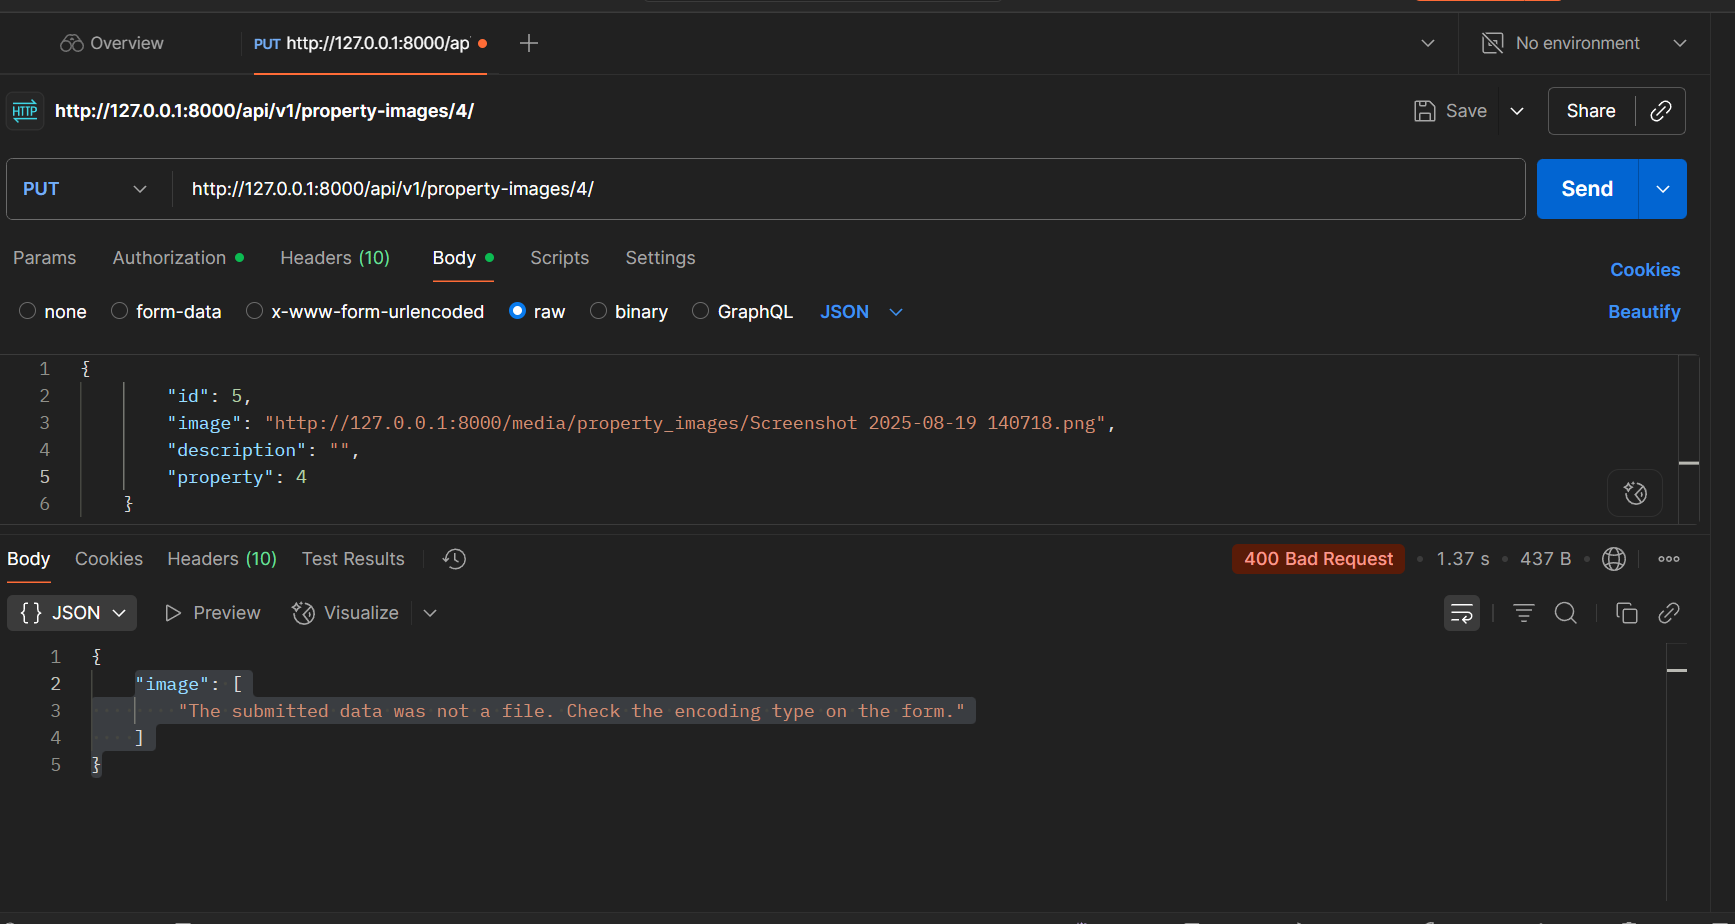 Overview
PUT http://127.0.0.1:8000/ap
No environment
HTTP http://127.0.0.1:8000/api/v1/property-images/4/
Save
Share
PUT
http://127.0.0.1:8000/api/v1/property-images/4/
Send
Params Authorization Headers (10) Body Scripts Settings
Cookies
none form-data x-www-form-urlencoded raw binary GraphQL JSON
Beautify
1 {
2 "id": 5,
3 "image": "http://127.0.0.1:8000/media/property_images/Screenshot 2025-08-19 140718.png",
4 "description": "",
5 "property": 4
6 }
Body Cookies Headers (10) Test Results
400 Bad Request • 1.37 s • 437 B •
{} JSON Preview Visualize
1 {
2 "image": [
3 "The submitted data was not a file. Check the encoding type on the form."
4 ]
5 }